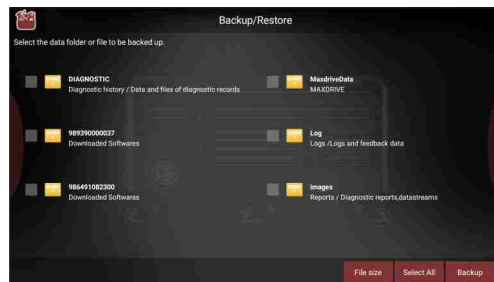 Backup/Restore
Select the data folder or file to be backed up.
DIAGNOSTIC
Diagnostic history / Data and files of diagnostic records
MaxdriveData
MAXDRIVE
989390000037
Downloaded Softwares
Log
Logs /Logs and feedback data
986491082300
Downloaded Softwares
images
Reports / Diagnostic reports,datastreams
File size
Select All
Backup